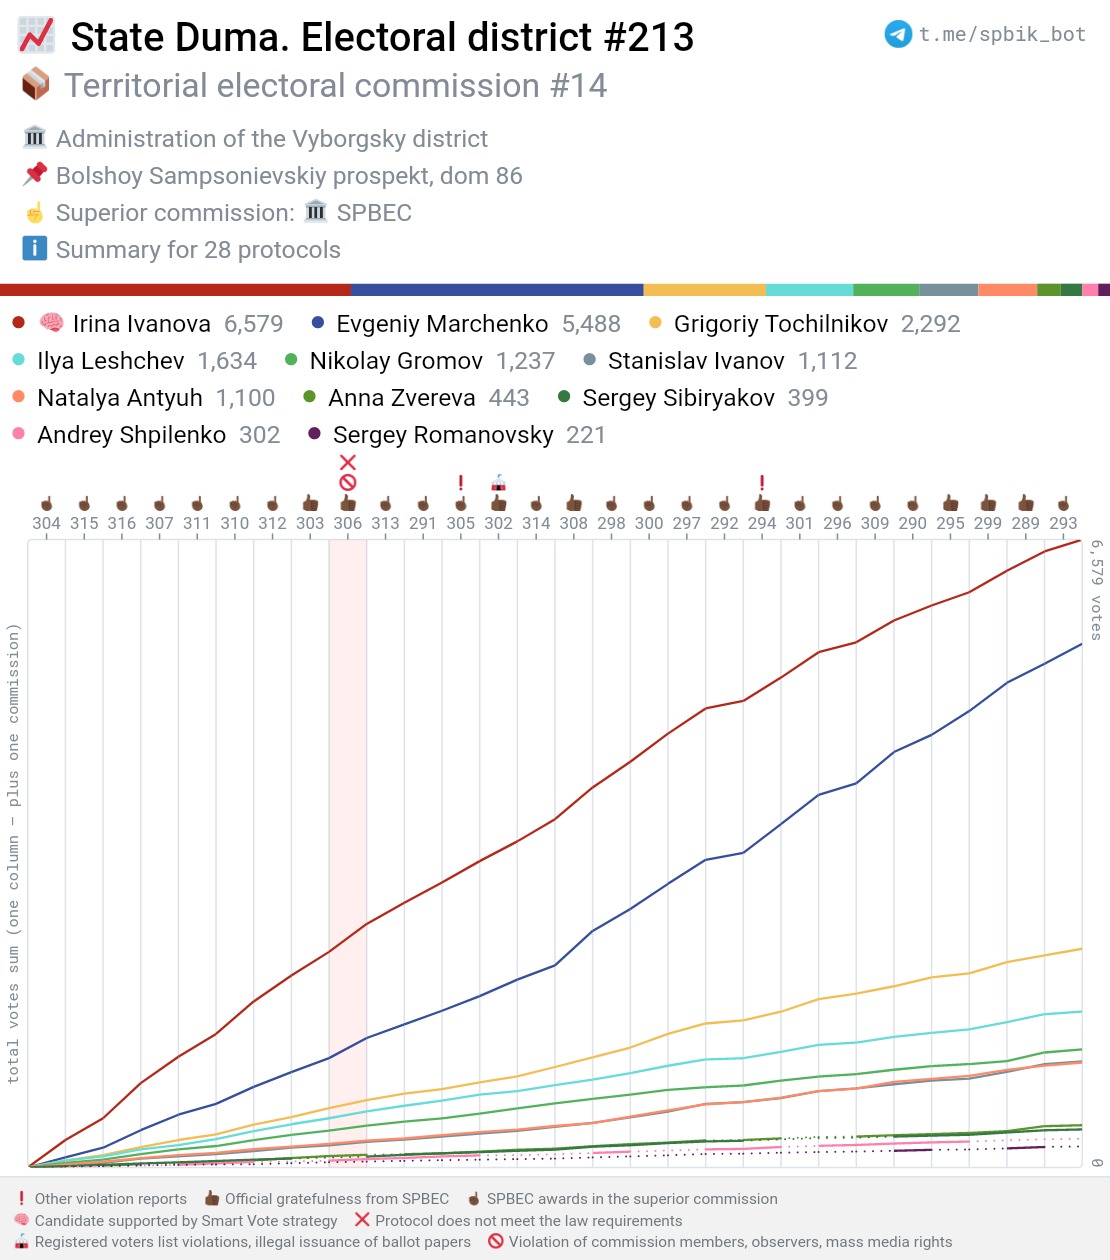 State Duma. Electoral district #213
t.me/spbik_bot
Territorial electoral commission #14
Administration of the Vyborgsky district
Bolshoy Sampsonievskiy prospekt, dom 86
Superior commission: SPBEC
Summary for 28 protocols
Irina Ivanova 6,579 Evgeniy Marchenko 5,488 Grigoriy Tochilnikov 2,292
Ilya Leshchev 1,634 Nikolay Gromov 1,237 Stanislav Ivanov 1,112
Natalya Antyuh 1,100 Anna Zvereva 443 Sergey Sibiryakov 399
Andrey Shpilenko 302 Sergey Romanovsky 221
304 315 316 307 311 310 312 303 306 313 291 305 302 314 308 298 300 297 292 294 301 296 309 290 295 299 289 293
6,579 votes
total votes sum (one column – plus one commission)
0
Other violation reports Official gratefulness from SPBEC SPBEC awards in the superior commission
Candidate supported by Smart Vote strategy Protocol does not meet the law requirements
Registered voters list violations, illegal issuance of ballot papers Violation of commission members, observers, mass media rights